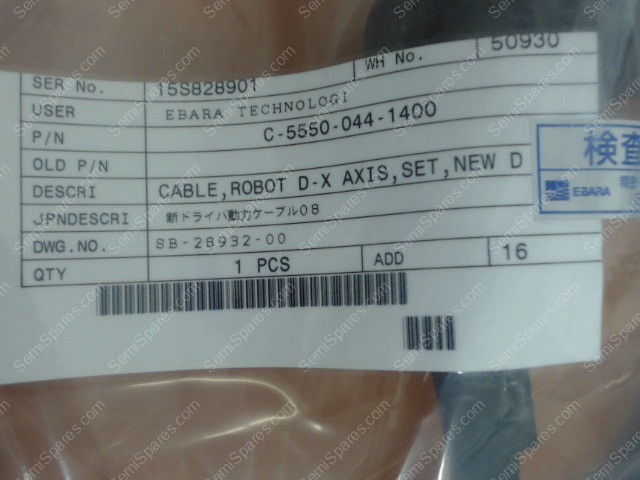 SER No. 15S828901 WH No. 50930
USER EBARA TECHNOLOGI
P/N C-5550-044-1400
OLD P/N
DESCRI CABLE,ROBOT D-X AXIS,SET,NEW D
JPNDESCRI 新ドライハ動力ケーブル08
DWG.NO. SB-28932-00
QTY 1 PCS ADD 16
検査
EBARA
SemiSpares.com